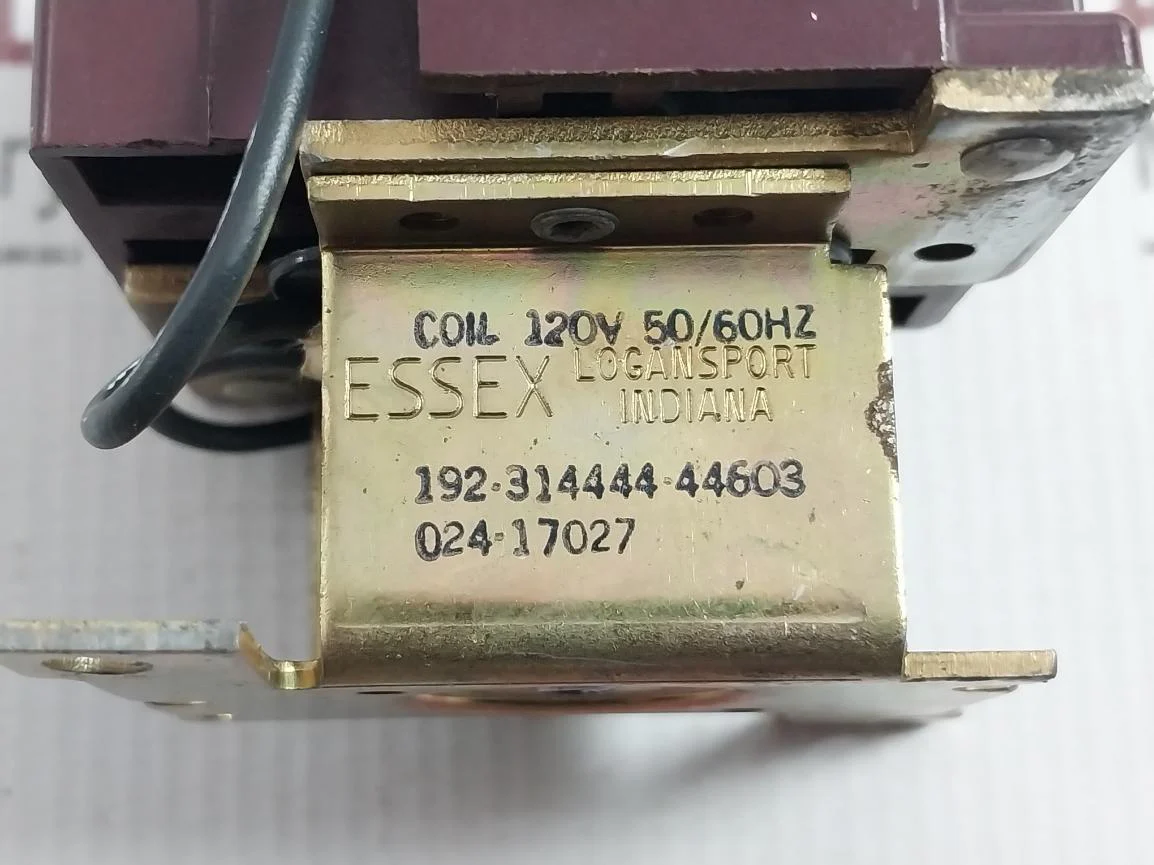 COIL 120V 50/60HZ
ESSEX LOGANSPORT
INDIANA
192-314444-44603
024-17027